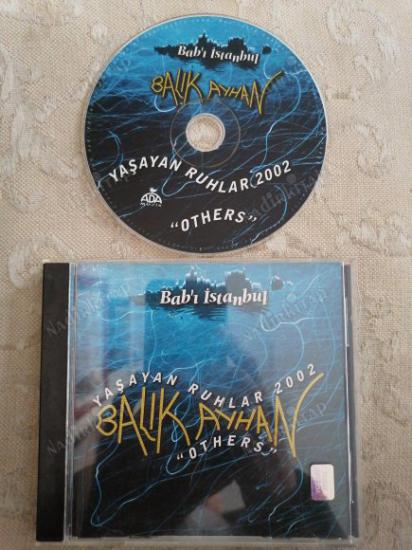 Bab'ı İstanbul
BALIK AYHAN
YAŞAYAN RUHLAR 2002
"OTHERS"
ADA
Bab'ı İstanbul
YAŞAYAN RUHLAR 2002
BALIK AYHAN
"OTHERS"